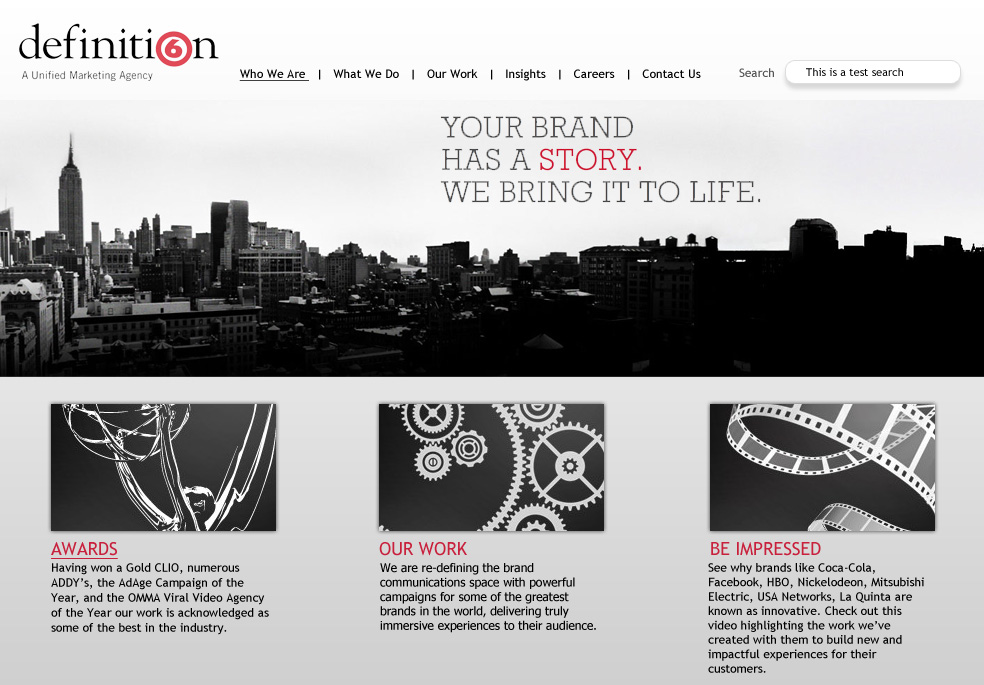 definiti6n
A Unified Marketing Agency
Who We Are | What We Do | Our Work | Insights | Careers | Contact Us
Search
This is a test search
YOUR BRAND
HAS A STORY.
WE BRING IT TO LIFE.
AWARDS
Having won a Gold CLIO, numerous
ADDY's, the AdAge Campaign of the
Year, and the OMMA Viral Video Agency
of the Year our work is acknowledged as
some of the best in the industry.
OUR WORK
We are re-defining the brand
communications space with powerful
campaigns for some of the greatest
brands in the world, delivering truly
immersive experiences to their audience.
BE IMPRESSED
See why brands like Coca-Cola,
Facebook, HBO, Nickelodeon, Mitsubishi
Electric, USA Networks, La Quinta are
known as innovative. Check out this
video highlighting the work we've
created with them to build new and
impactful experiences for their
customers.